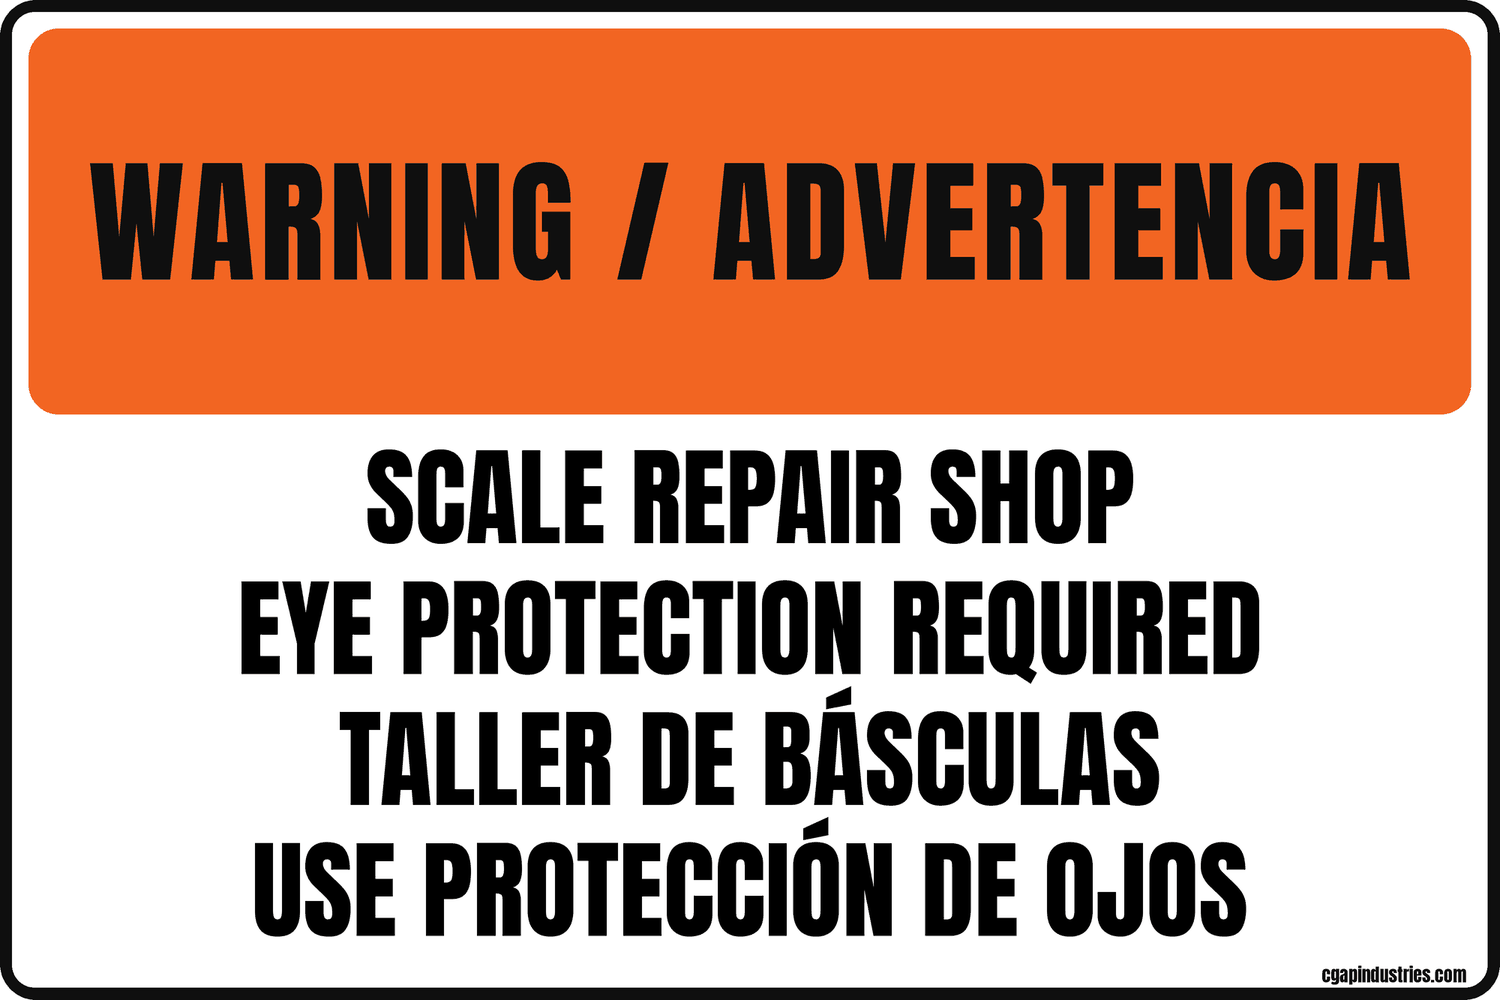 WARNING / ADVERTENCIA
SCALE REPAIR SHOP
EYE PROTECTION REQUIRED
TALLER DE BÁSCULAS
USE PROTECCIÓN DE OJOS
cgapindustries.com